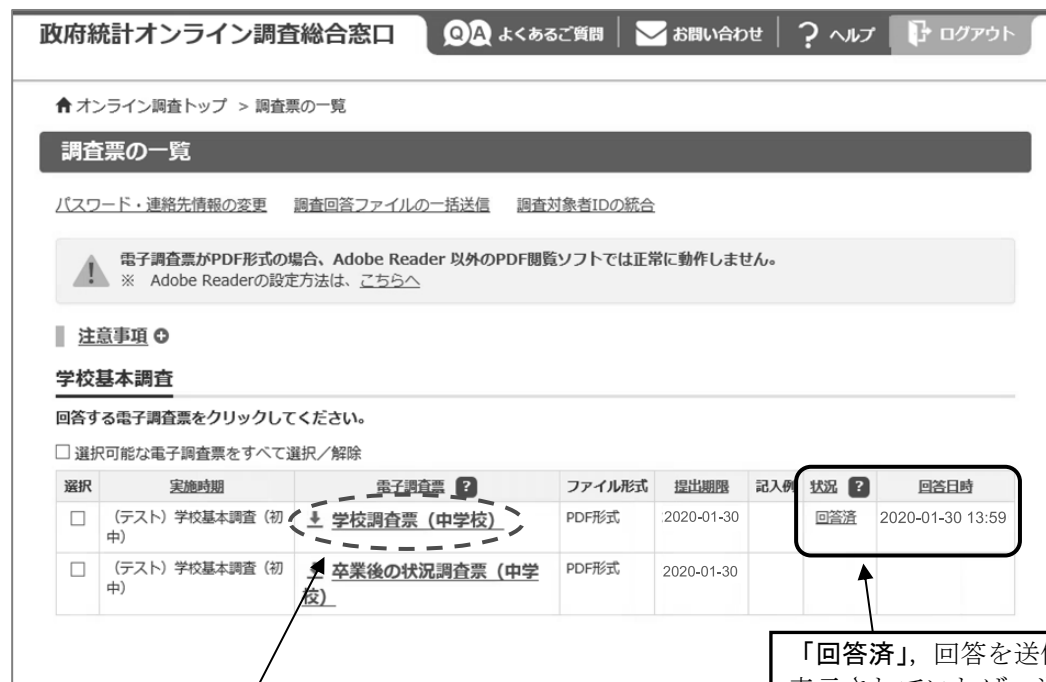 政府統計オンライン調査総合窓口 QA よくあるご質問 お問い合わせ ? ヘルプ ログアウト
オンライン調査トップ > 調査票の一覧
調査票の一覧
パスワード・連絡先情報の変更 調査回答ファイルの一括送信 調査対象者IDの統合
電子調査票がPDF形式の場合、Adobe Reader 以外のPDF閲覧ソフトでは正常に動作しません。
※ Adobe Readerの設定方法は、こちらへ
注意事項
学校基本調査
回答する電子調査票をクリックしてください。
選択可能な電子調査票をすべて選択／解除
選択 実施時期 電子調査票 ? ファイル形式 提出期限 記入例 状況 ? 回答日時
（テスト）学校基本調査（初中） 学校調査票（中学校） PDF形式 2020-01-30 回答済 2020-01-30 13:59
（テスト）学校基本調査（初中） 卒業後の状況調査票（中学校） PDF形式 2020-01-30
「回答済」，回答を送